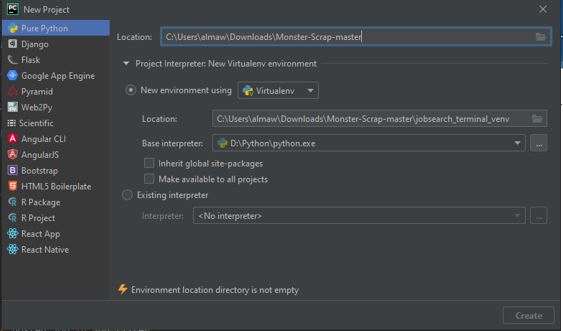 New Project
Pure Python
Django
Flask
Google App Engine
Pyramid
Web2Py
Scientific
Angular CLI
AngularJS
Bootstrap
HTML5 Boilerplate
R Package
R Project
React App
React Native
Location: C:\Users\almaw\Downloads\Monster-Scrap-master
Project Interpreter: New Virtualenv environment
New environment using Virtualenv
Location: C:\Users\almaw\Downloads\Monster-Scrap-master\jobsearch_terminal_venv
Base interpreter: D:\Python\python.exe ...
Inherit global site-packages
Make available to all projects
Existing interpreter
Interpreter: <No interpreter> ...
Environment location directory is not empty
Create